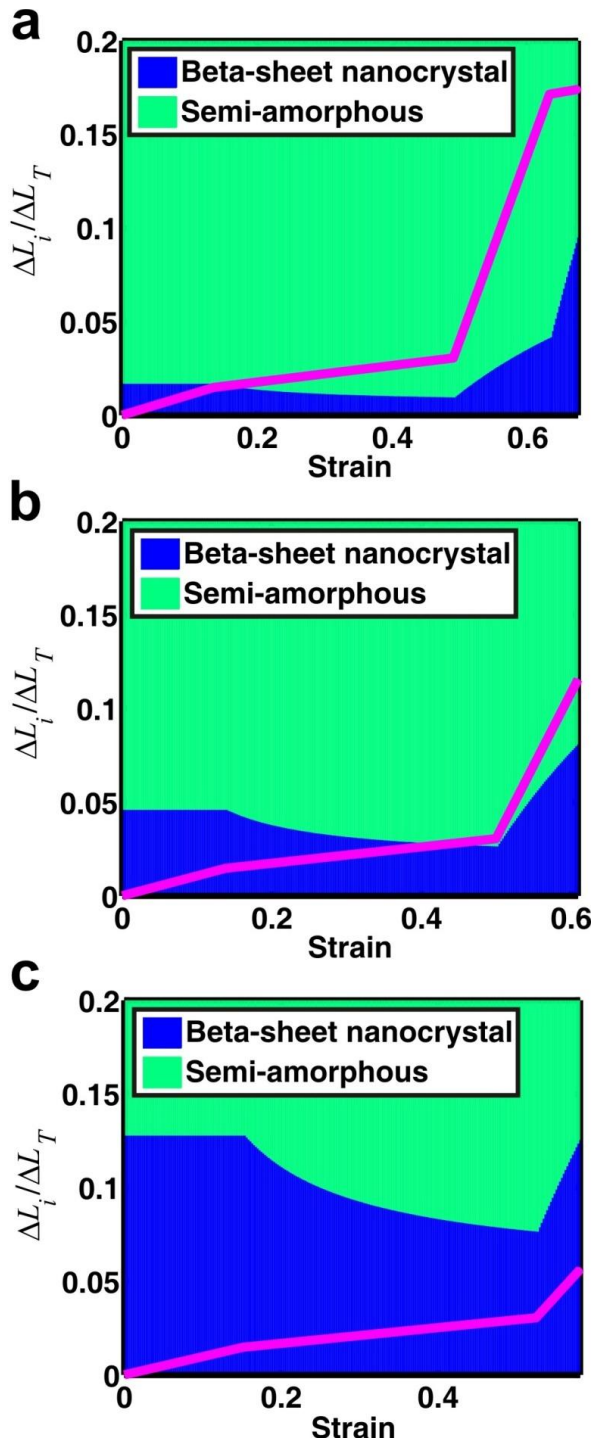 a
0.2
Beta-sheet nanocrystal
Semi-amorphous
0.15
0.1
0.05
0
ΔL_i/ΔL_T
0 0.2 0.4 0.6
Strain
b
0.2
Beta-sheet nanocrystal
Semi-amorphous
0.15
0.1
0.05
0
ΔL_i/ΔL_T
0 0.2 0.4 0.6
Strain
c
0.2
Beta-sheet nanocrystal
Semi-amorphous
0.15
0.1
0.05
0
ΔL_i/ΔL_T
0 0.2 0.4
Strain